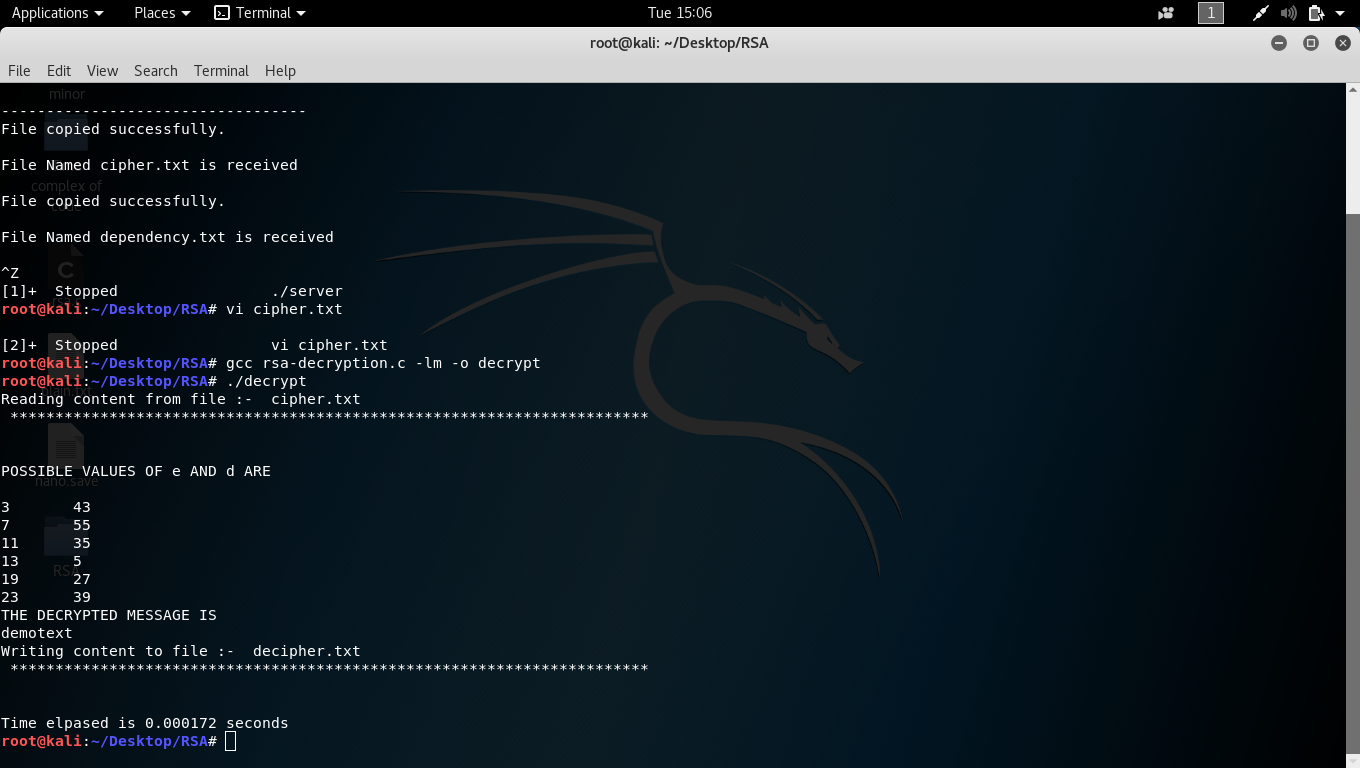 Applications Places Terminal Tue 15:06 1
root@kali: ~/Desktop/RSA
File Edit View Search Terminal Help
minor
----------------------------------
File copied successfully.
File Named cipher.txt is received
complex of
code
File copied successfully.
File Named dependency.txt is received
C
^Z
[1]+  Stopped                 ./server
root@kali:~/Desktop/RSA# vi cipher.txt
[2]+  Stopped                 vi cipher.txt
root@kali:~/Desktop/RSA# gcc rsa-decryption.c -lm -o decrypt
root@kali:~/Desktop/RSA# ./decrypt
plain.txt
Reading content from file :-  cipher.txt
***********************************************************************
POSSIBLE VALUES OF e AND d ARE
nano.save
3       43
7       55
11      35
13      5
RSA
19      27
23      39
THE DECRYPTED MESSAGE IS
demotext
Writing content to file :-  decipher.txt
***********************************************************************
Time elpased is 0.000172 seconds
root@kali:~/Desktop/RSA#